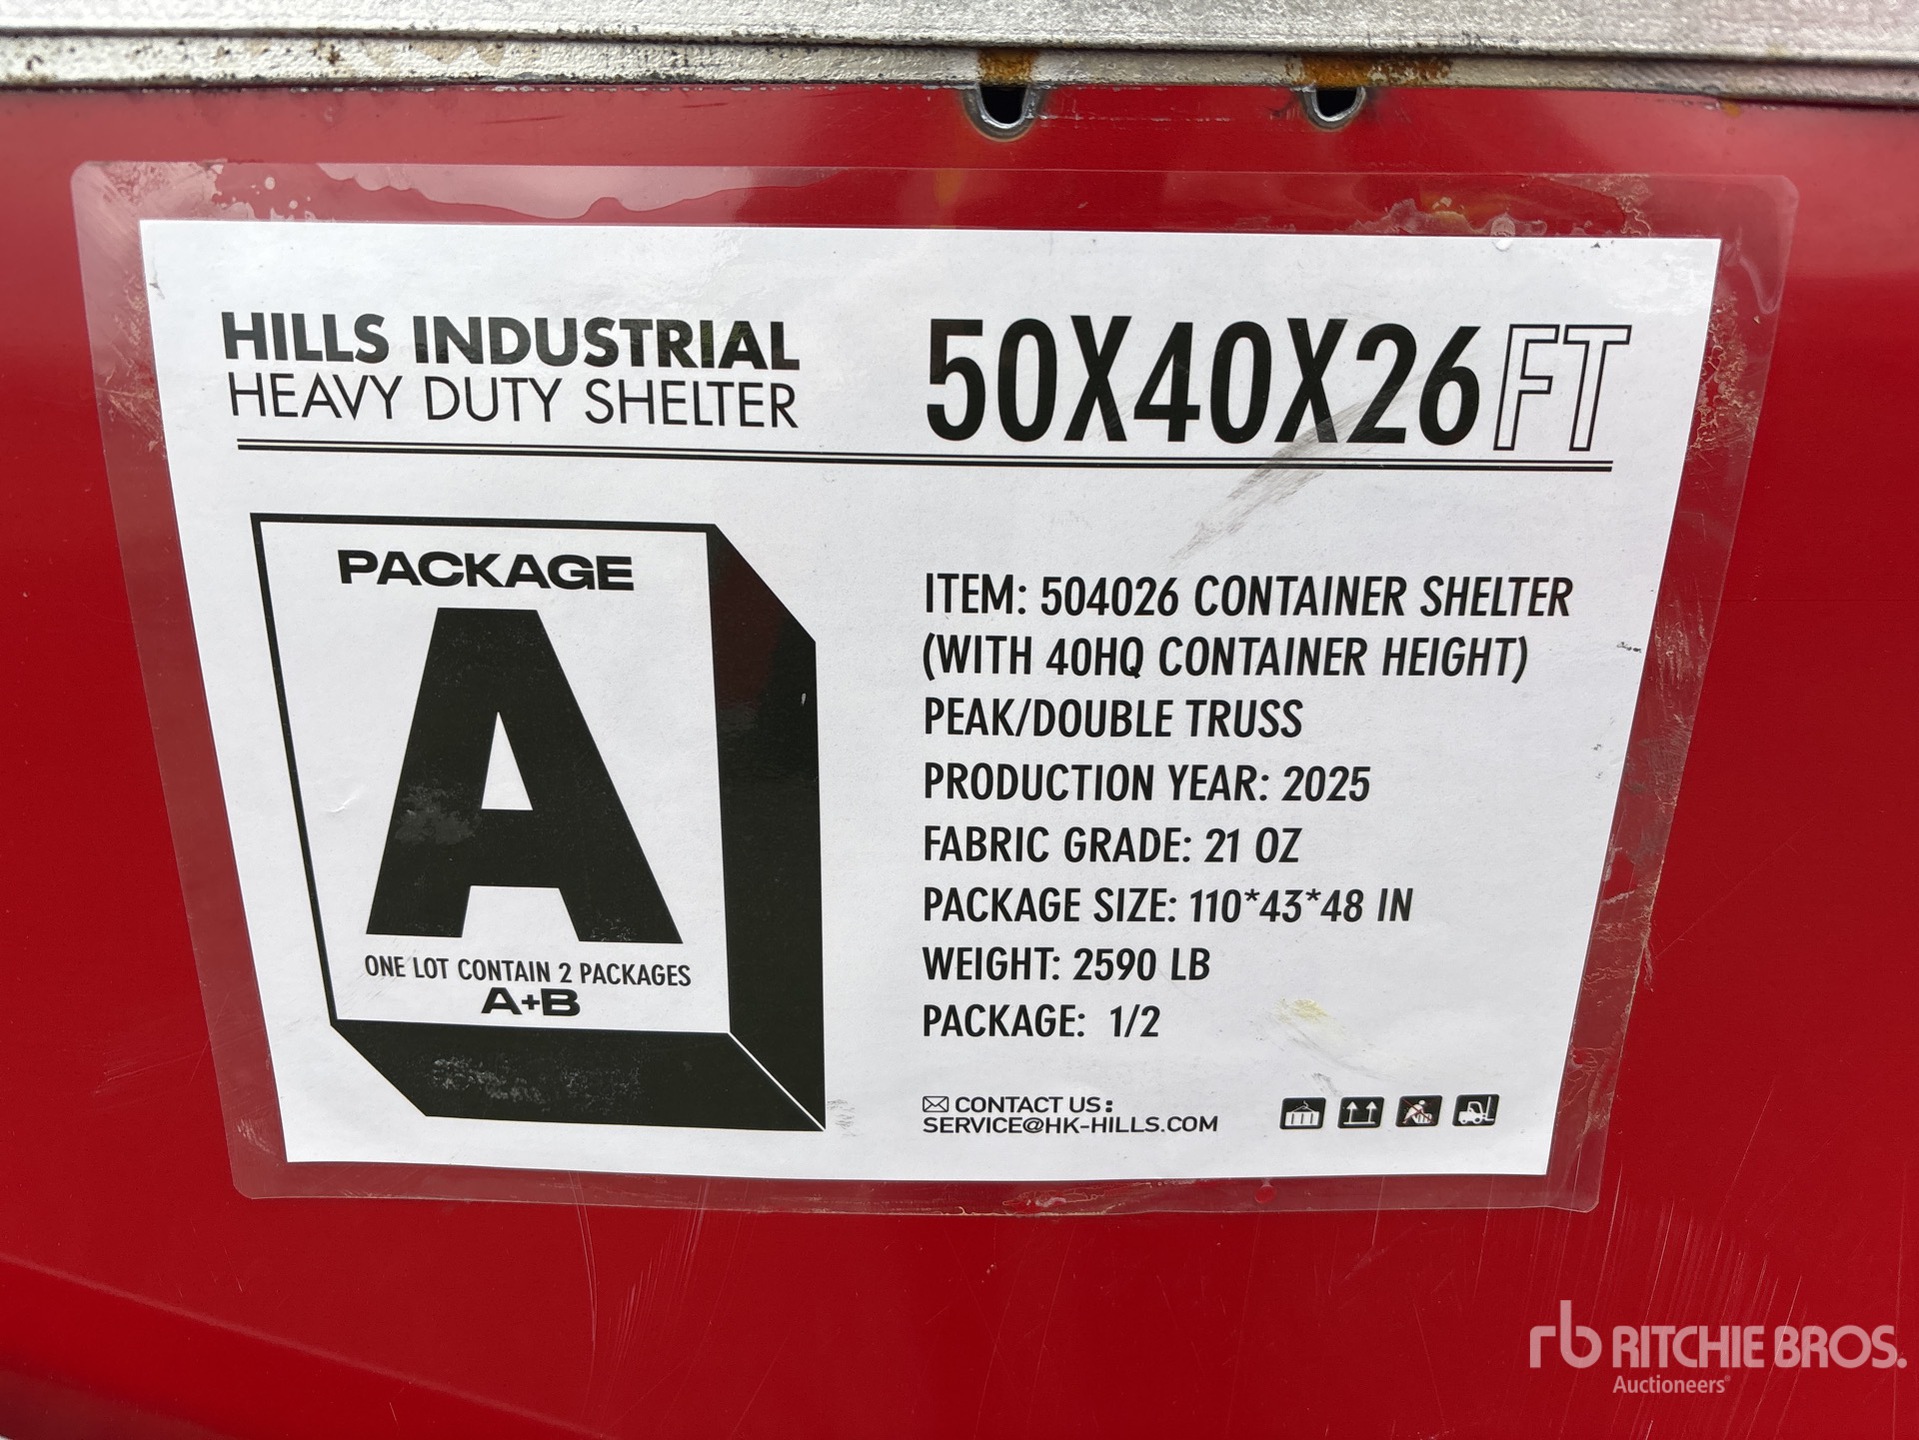 HILLS INDUSTRIAL
HEAVY DUTY SHELTER
50X40X26FT
PACKAGE
A
ONE LOT CONTAIN 2 PACKAGES
A+B
ITEM: 504026 CONTAINER SHELTER
(WITH 40HQ CONTAINER HEIGHT)
PEAK/DOUBLE TRUSS
PRODUCTION YEAR: 2025
FABRIC GRADE: 21 OZ
PACKAGE SIZE: 110*43*48 IN
WEIGHT: 2590 LB
PACKAGE: 1/2
CONTACT US:
SERVICE@HK-HILLS.COM
rb RITCHIE BROS.
Auctioneers®